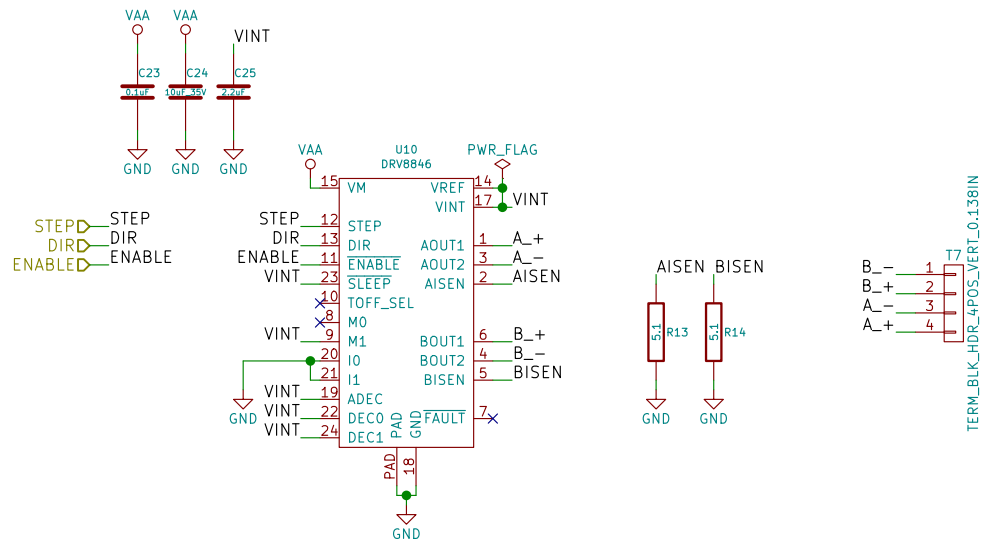 VAA VAA
VINT
C23 C24 C25
0.1uF 10uF_35V 2.2uF
GND GND GND
U10
DRV8846
VAA
PWR_FLAG
15 VM VREF 14
VINT 17 VINT
STEP STEP
DIR DIR
ENABLE ENABLE
STEP 12 STEP
DIR 13 DIR AOUT1 1 A_+
ENABLE 11 ENABLE AOUT2 3 A_-
VINT 23 SLEEP AISEN 2 AISEN
10 TOFF_SEL
8 M0
VINT 9 M1 BOUT1 6 B_+
20 I0 BOUT2 4 B_-
21 I1 BISEN 5 BISEN
VINT 19 ADEC
VINT 22 DEC0 FAULT 7
VINT 24 DEC1
GND
PAD GND
PAD 18
GND
AISEN BISEN
5.1 R13 5.1 R14
GND GND
T7
B_- 1
B_+ 2
A_- 3
A_+ 4
TERM_BLK_HDR_4POS_VERT_0.138IN